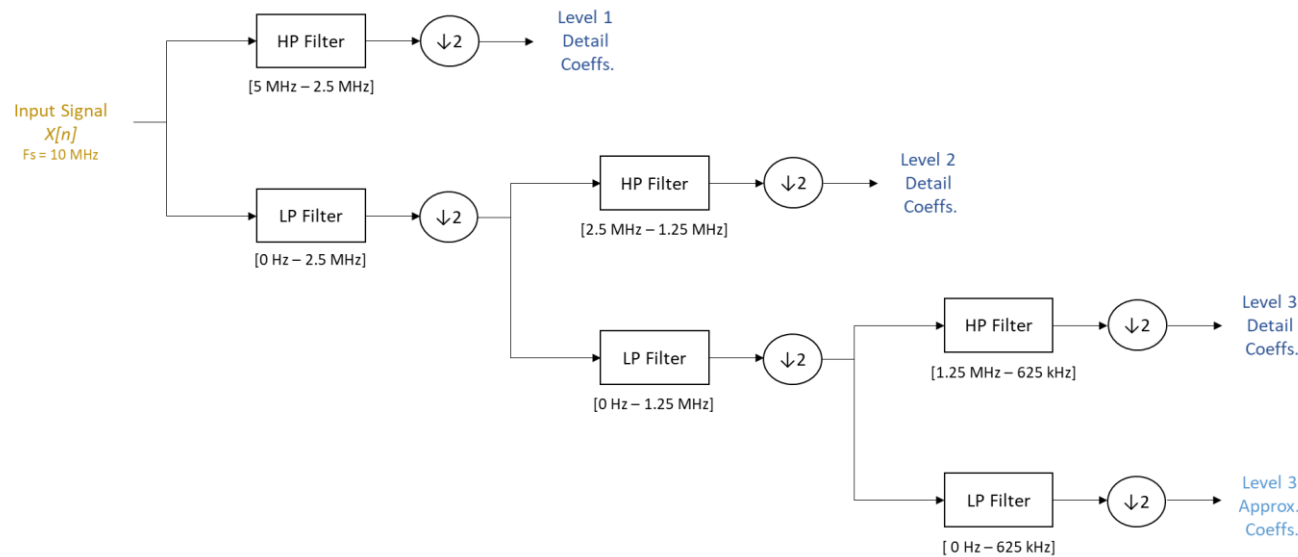 Level 1
Detail
Coeffs.
HP Filter
↓2
[5 MHz – 2.5 MHz]
Input Signal
X[n]
Fs = 10 MHz
Level 2
Detail
Coeffs.
HP Filter
↓2
LP Filter
↓2
[2.5 MHz – 1.25 MHz]
[0 Hz – 2.5 MHz]
Level 3
Detail
Coeffs.
HP Filter
↓2
LP Filter
↓2
[1.25 MHz – 625 kHz]
[0 Hz – 1.25 MHz]
Level 3
Approx.
Coeffs.
LP Filter
↓2
[ 0 Hz – 625 kHz]